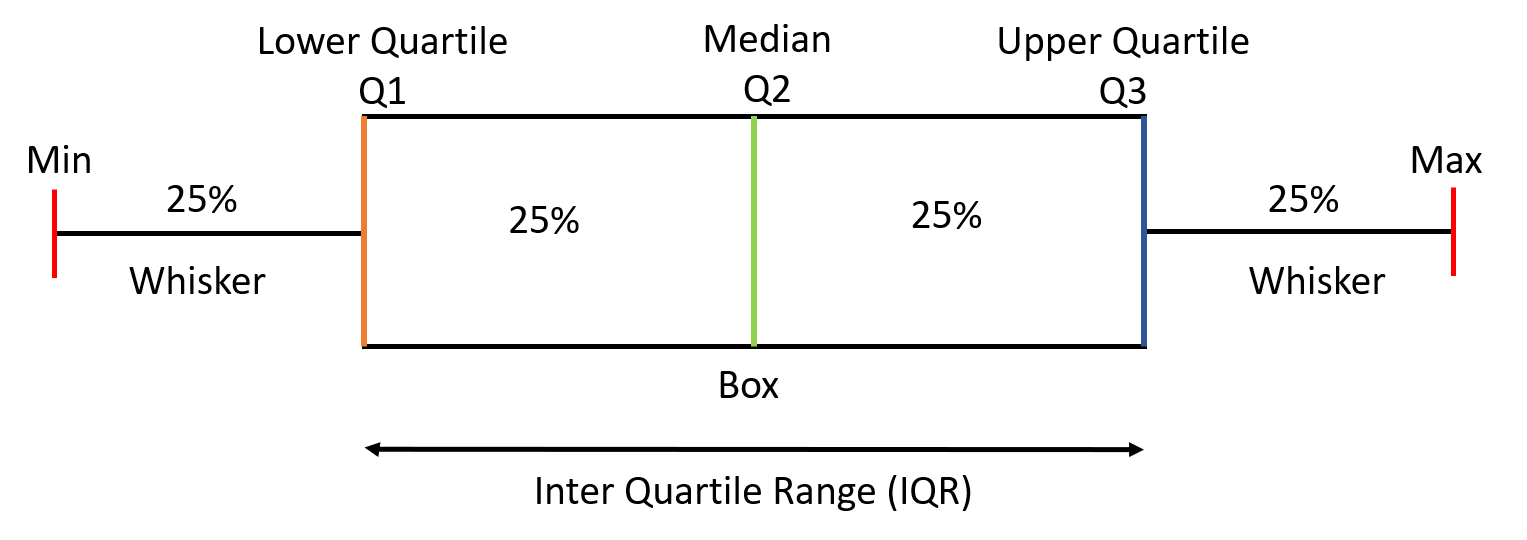 Lower Quartile
Q1
Median
Q2
Upper Quartile
Q3
Min
25%
Whisker
25%
25%
Max
25%
Whisker
Box
Inter Quartile Range (IQR)